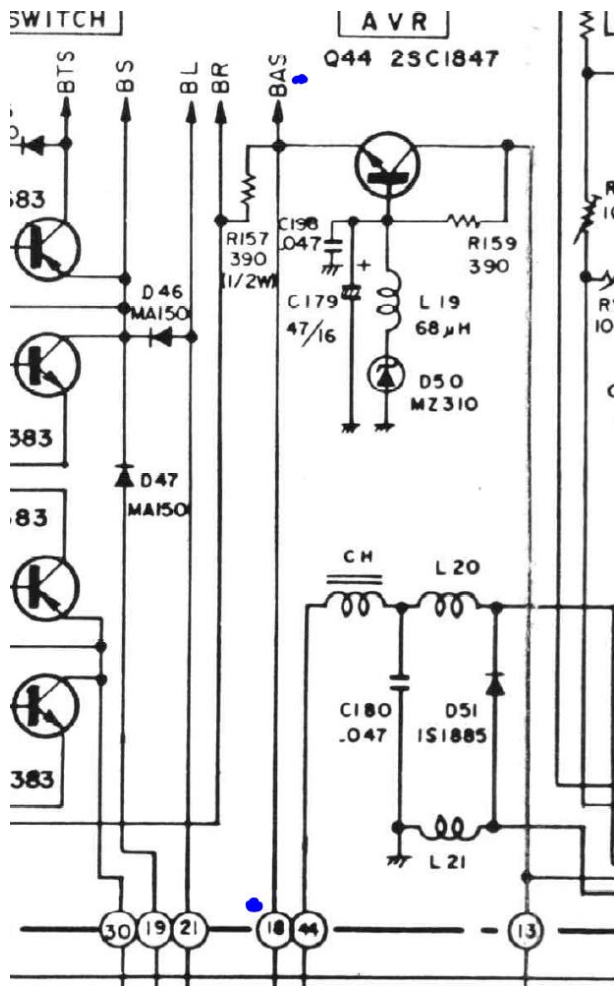 SWITCH
AVR
Q44 2SC1847
BTS
BS
BL
BR
BAS
R157
390
(1/2W)
C198
.047
R159
390
+
C179
47/16
L19
68μH
D50
MZ310
D46
MA150
D47
MA150
383
383
CH
L20
C180
.047
D51
1S1885
L21
30
19
21
18
44
13